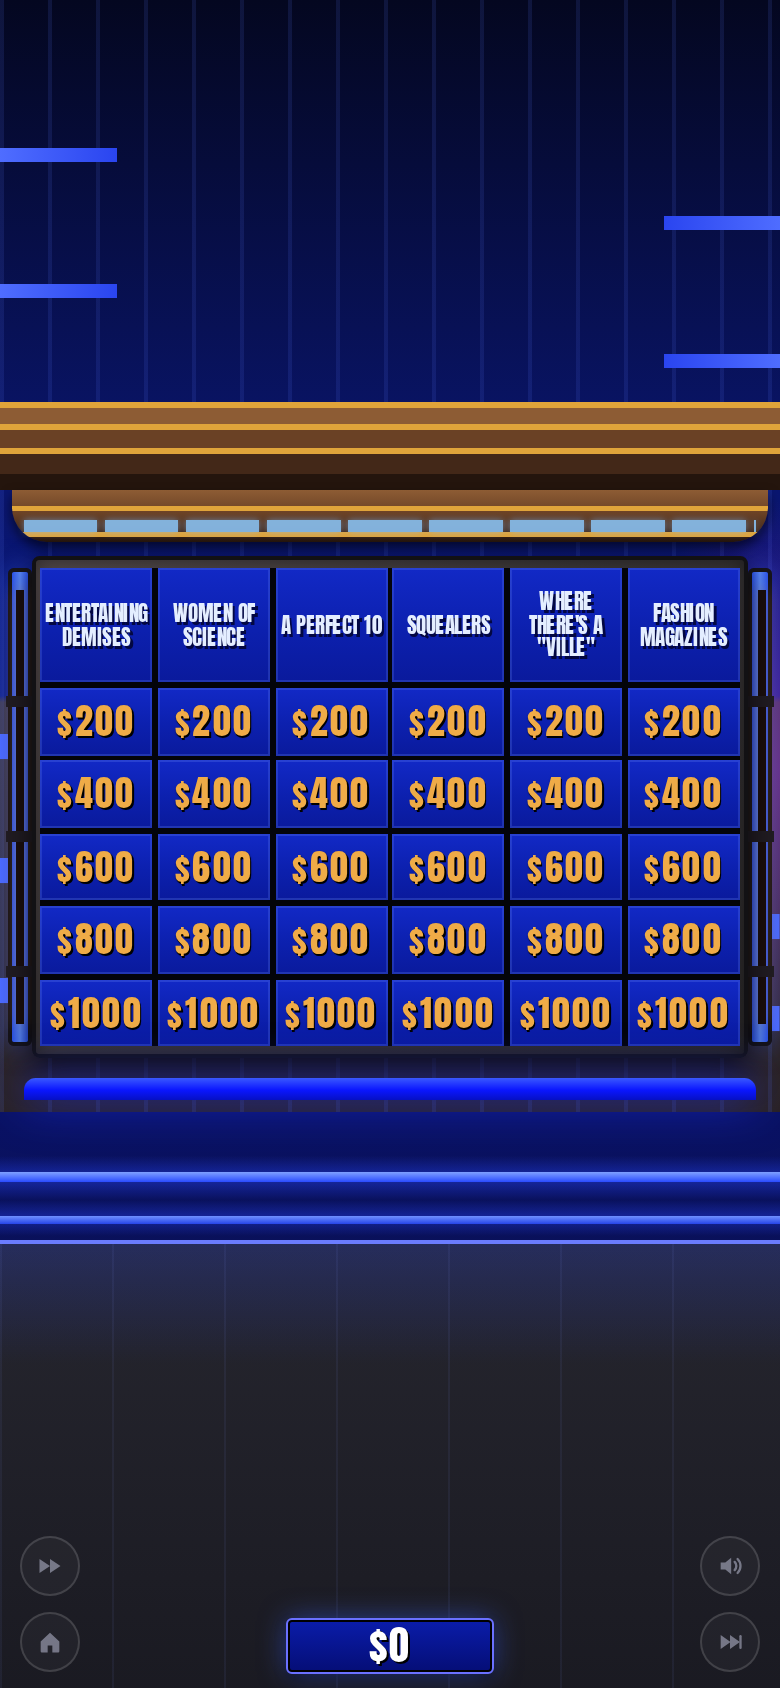 ENTERTAINING
DEMISES
WOMEN OF
SCIENCE
A PERFECT 10
SQUEALERS
WHERE
THERE'S A
"VILLE"
FASHION
MAGAZINES
$200 $200 $200 $200 $200 $200
$400 $400 $400 $400 $400 $400
$600 $600 $600 $600 $600 $600
$800 $800 $800 $800 $800 $800
$1000 $1000 $1000 $1000 $1000 $1000
$0